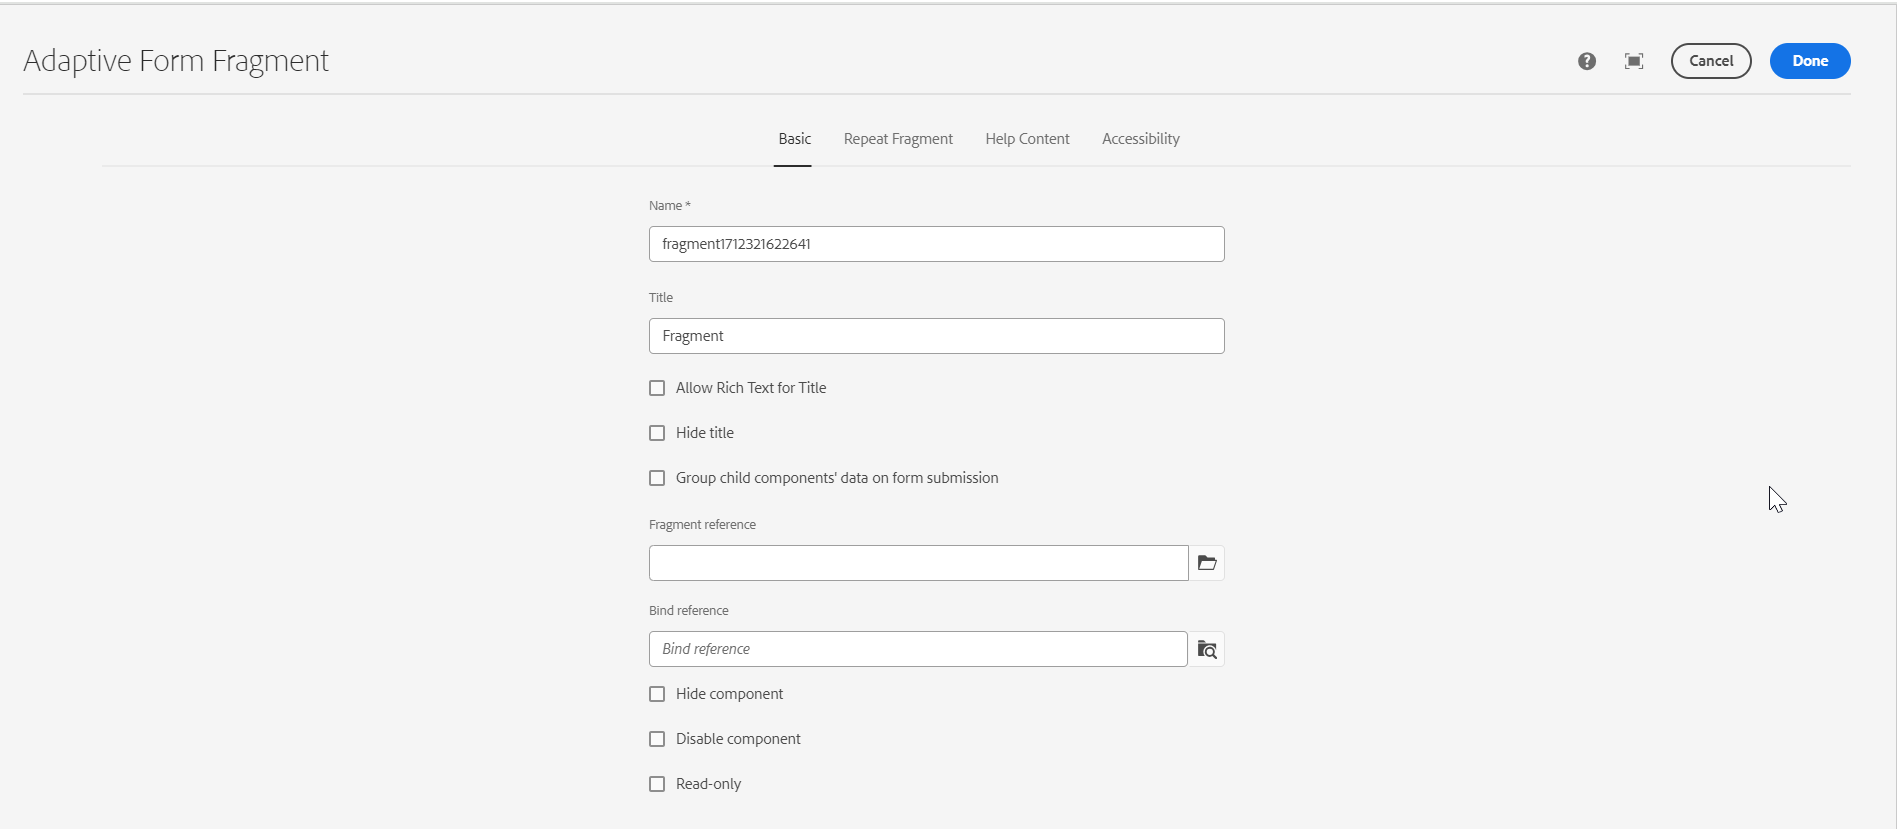 Adaptive Form Fragment
Cancel
Done
Basic
Repeat Fragment
Help Content
Accessibility
Name *
fragment1712321622641
Title
Fragment
Allow Rich Text for Title
Hide title
Group child components' data on form submission
Fragment reference
Bind reference
Bind reference
Hide component
Disable component
Read-only